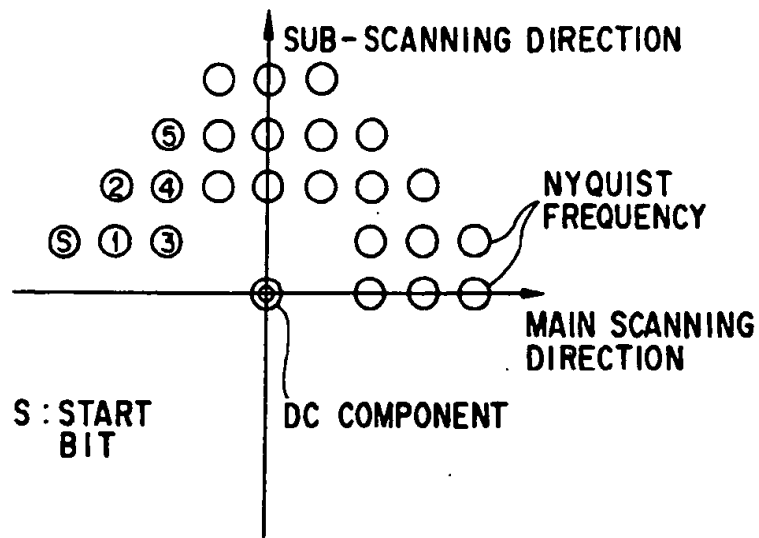 SUB-SCANNING DIRECTION
5
2 4
NYQUIST
FREQUENCY
S 1 3
MAIN SCANNING
DIRECTION
S : START
BIT
DC COMPONENT